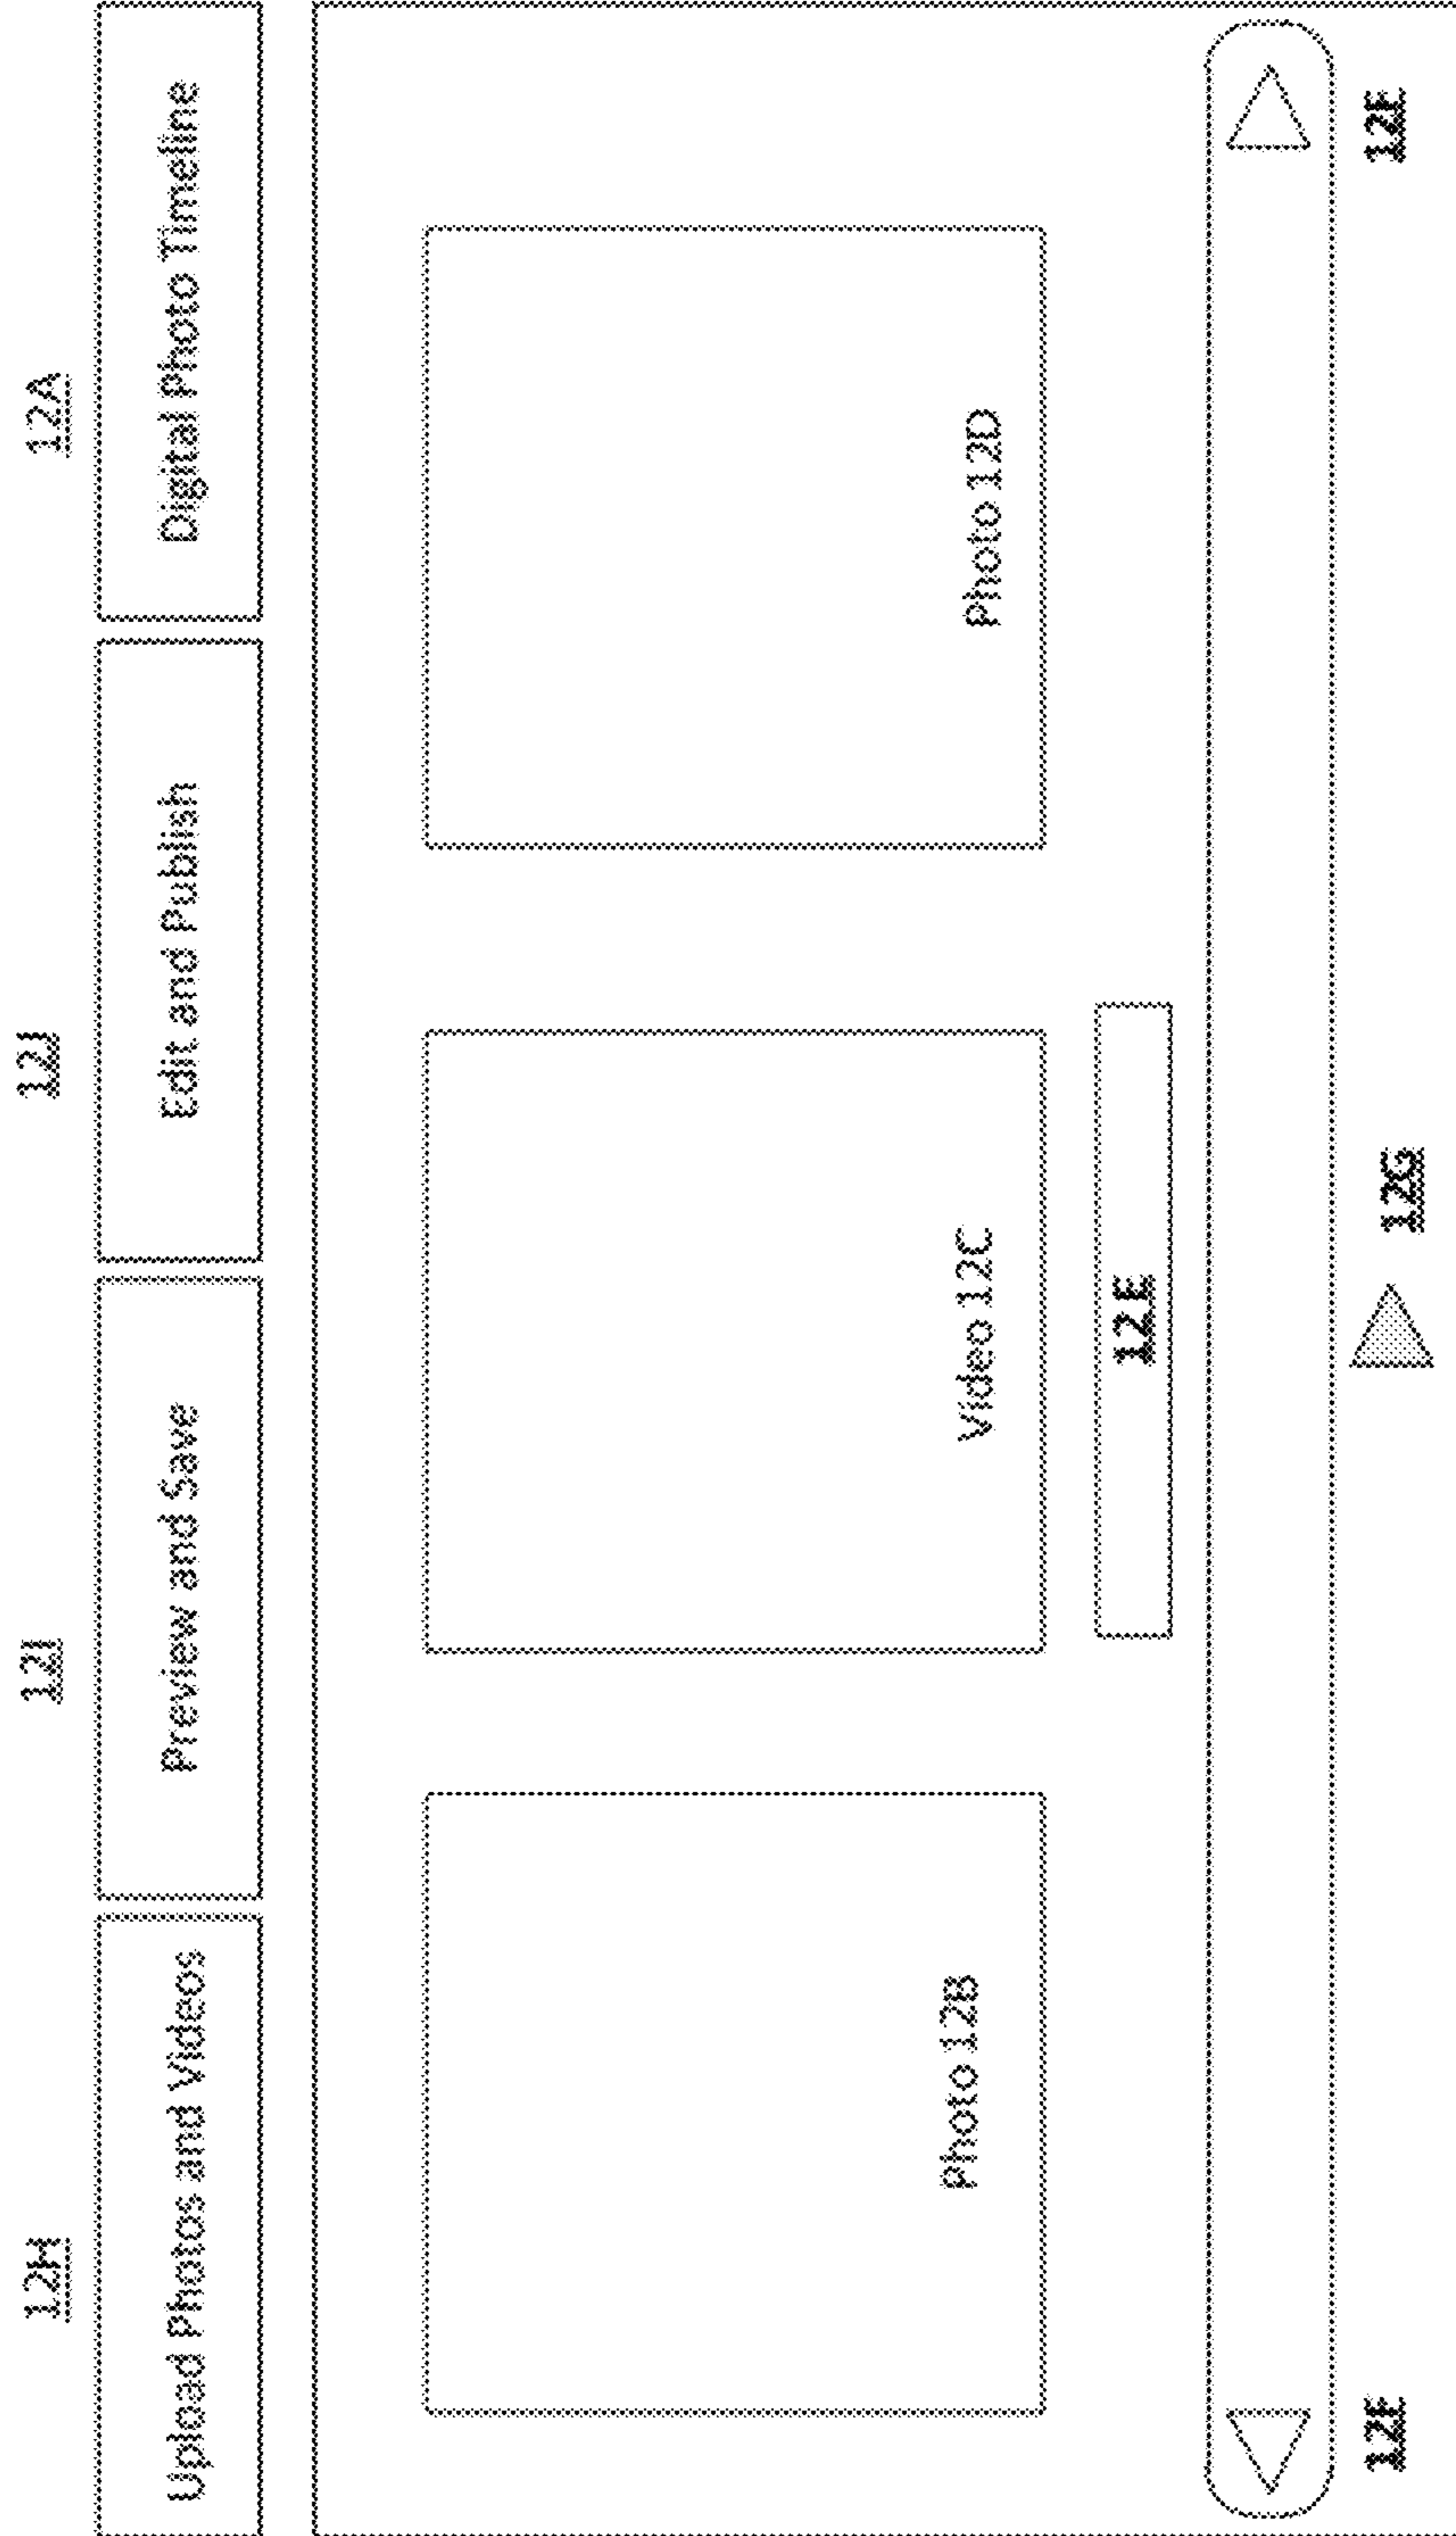 12H
12I
12J
12A
Upload Photos and Videos
Preview and Save
Edit and Publish
Digital Photo Timeline
Photo 12B
Video 12C
Photo 12D
12E
12F
12G
12F